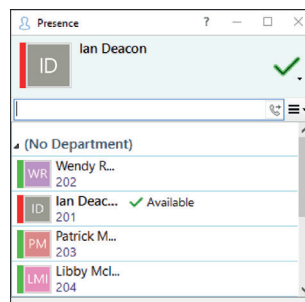 Presence
ID
Ian Deacon
(No Department)
WR
Wendy R...
202
ID
Ian Deac...
Available
201
PM
Patrick M...
203
LMI
Libby McI...
204